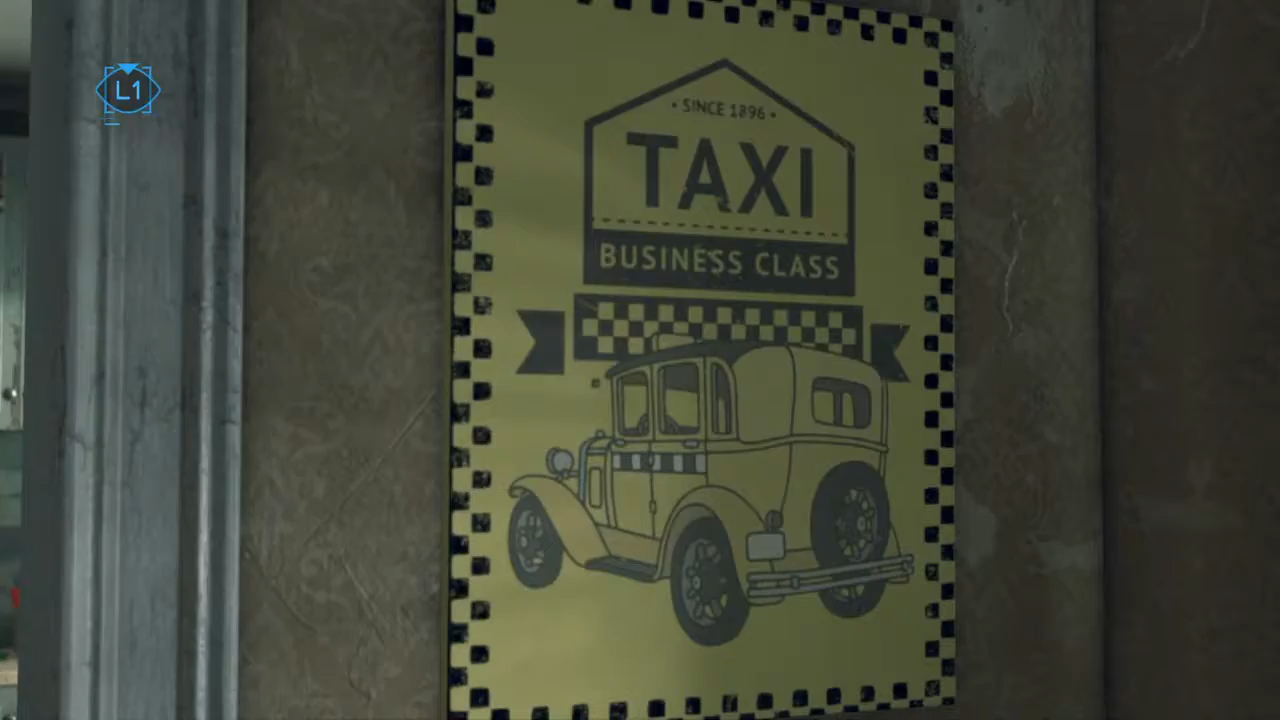 L1
• SINCE 1896 •
TAXI
BUSINESS CLASS